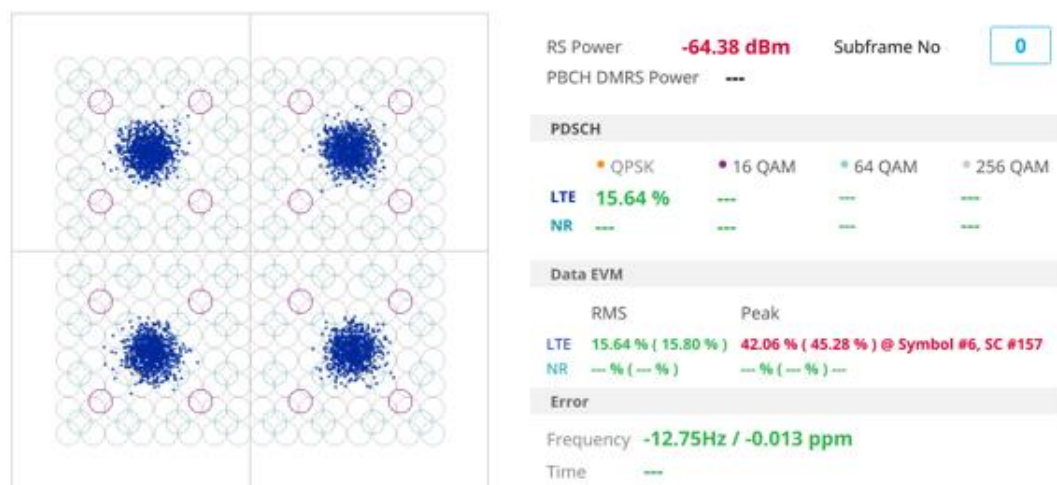 RS Power -64.38 dBm Subframe No 0
PBCH DMRS Power ---
PDSCH
QPSK 16 QAM 64 QAM 256 QAM
LTE 15.64 % --- --- ---
NR --- --- --- ---
Data EVM
RMS Peak
LTE 15.64 % ( 15.80 % ) 42.06 % ( 45.28 % ) @ Symbol #6, SC #157
NR --- % ( --- % ) --- % ( --- % ) ---
Error
Frequency -12.75Hz / -0.013 ppm
Time ---